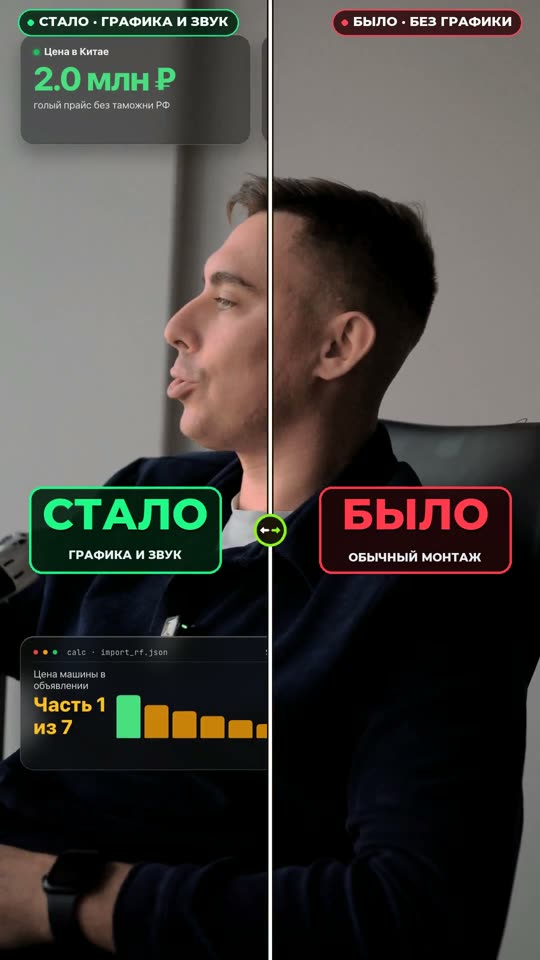 СТАЛО · ГРАФИКА И ЗВУК
БЫЛО · БЕЗ ГРАФИКИ
Цена в Китае
2.0 млн ₽
голый прайс без таможни РФ
СТАЛО
ГРАФИКА И ЗВУК
БЫЛО
ОБЫЧНЫЙ МОНТАЖ
calc · import_rf.json
Цена машины в
объявлении
Часть 1
из 7